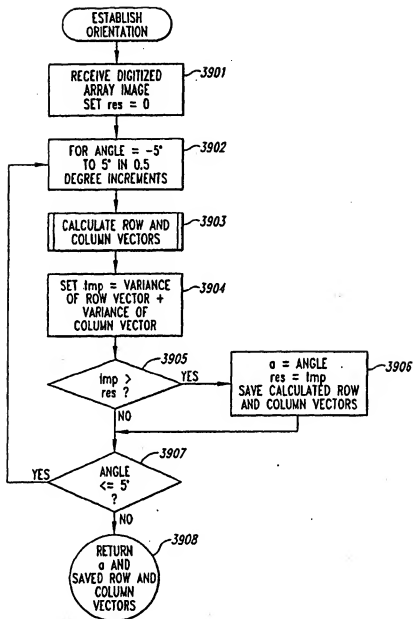 ESTABLISH
ORIENTATION
3901
RECEIVE DIGITIZED
ARRAY IMAGE
SET res = 0
3902
FOR ANGLE = -5°
TO 5° IN 0.5
DEGREE INCREMENTS
3903
CALCULATE ROW AND
COLUMN VECTORS
3904
SET tmp = VARIANCE
OF ROW VECTOR +
VARIANCE OF
COLUMN VECTOR
3905
tmp >
res ?
YES
NO
3906
a = ANGLE
res = tmp
SAVE CALCULATED ROW
AND COLUMN VECTORS
3907
YES
ANGLE
<= 5°
?
NO
3908
RETURN
a AND
SAVED ROW AND
COLUMN
VECTORS